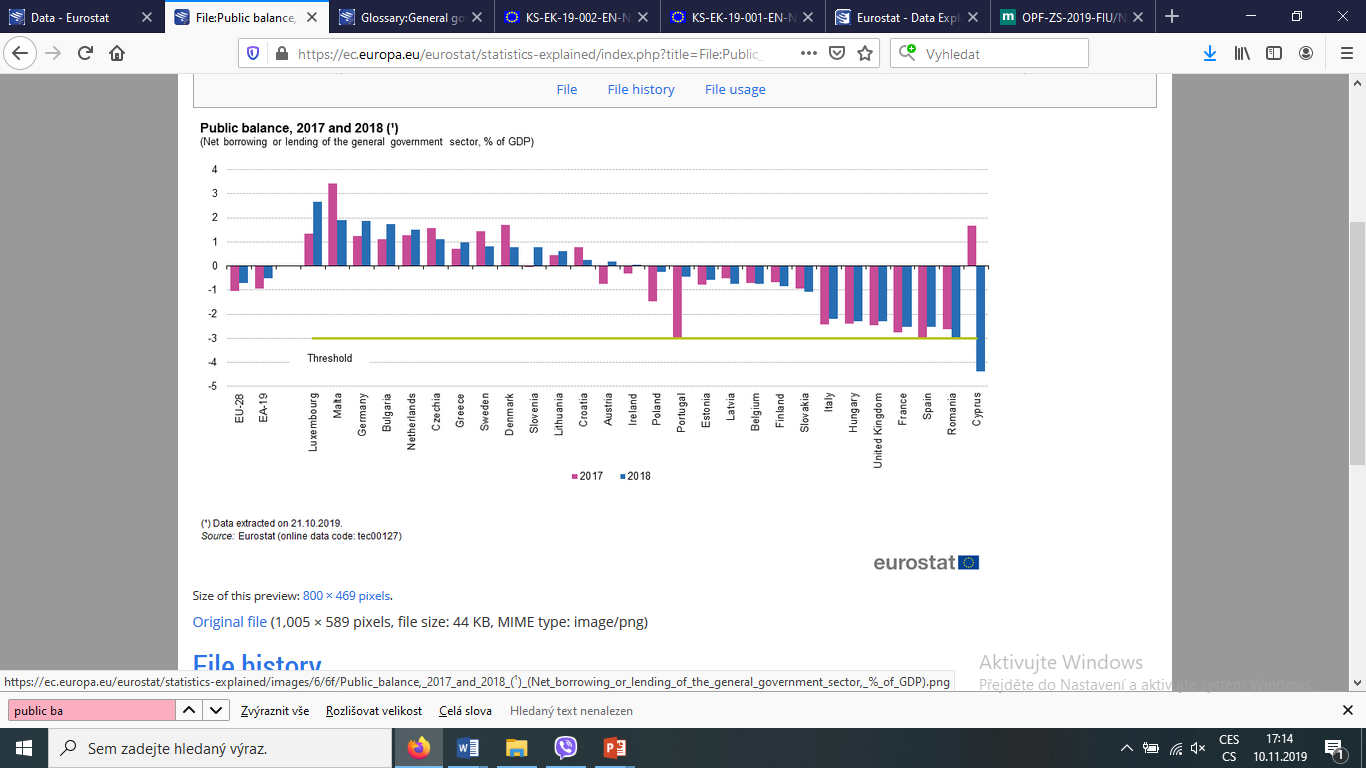 Data - Eurostat
File:Public balance,
Glossary:General go
KS-EK-19-002-EN-N
KS-EK-19-001-EN-N
Eurostat - Data Expl
OPF-ZS-2019-FIU/N
https://ec.europa.eu/eurostat/statistics-explained/index.php?title=File:Public_
Vyhledat
File File history File usage
Public balance, 2017 and 2018 (¹)
(Net borrowing or lending of the general government sector, % of GDP)
4
3
2
1
0
-1
-2
-3
-4
-5
Threshold
EU-28
EA-19
Luxembourg
Malta
Germany
Bulgaria
Netherlands
Czechia
Greece
Sweden
Denmark
Slovenia
Lithuania
Croatia
Austria
Ireland
Poland
Portugal
Estonia
Latvia
Belgium
Finland
Slovakia
Italy
Hungary
United Kingdom
France
Spain
Romania
Cyprus
2017 2018
(¹) Data extracted on 21.10.2019.
Source: Eurostat (online data code: tec00127)
eurostat
Size of this preview: 800 × 469 pixels.
Original file (1,005 × 589 pixels, file size: 44 KB, MIME type: image/png)
File history
Aktivujte Windows
Přejděte do Nastavení a aktivujte systém Windows.
https://ec.europa.eu/eurostat/statistics-explained/images/6/6f/Public_balance,_2017_and_2018_(¹)_(Net_borrowing_or_lending_of_the_general_government_sector,_%_of_GDP).png
public ba
Zvýraznit vše Rozlišovat velikost Celá slova Hledaný text nenalezen
Sem zadejte hledaný výraz.
CES
CS
17:14
10.11.2019
1